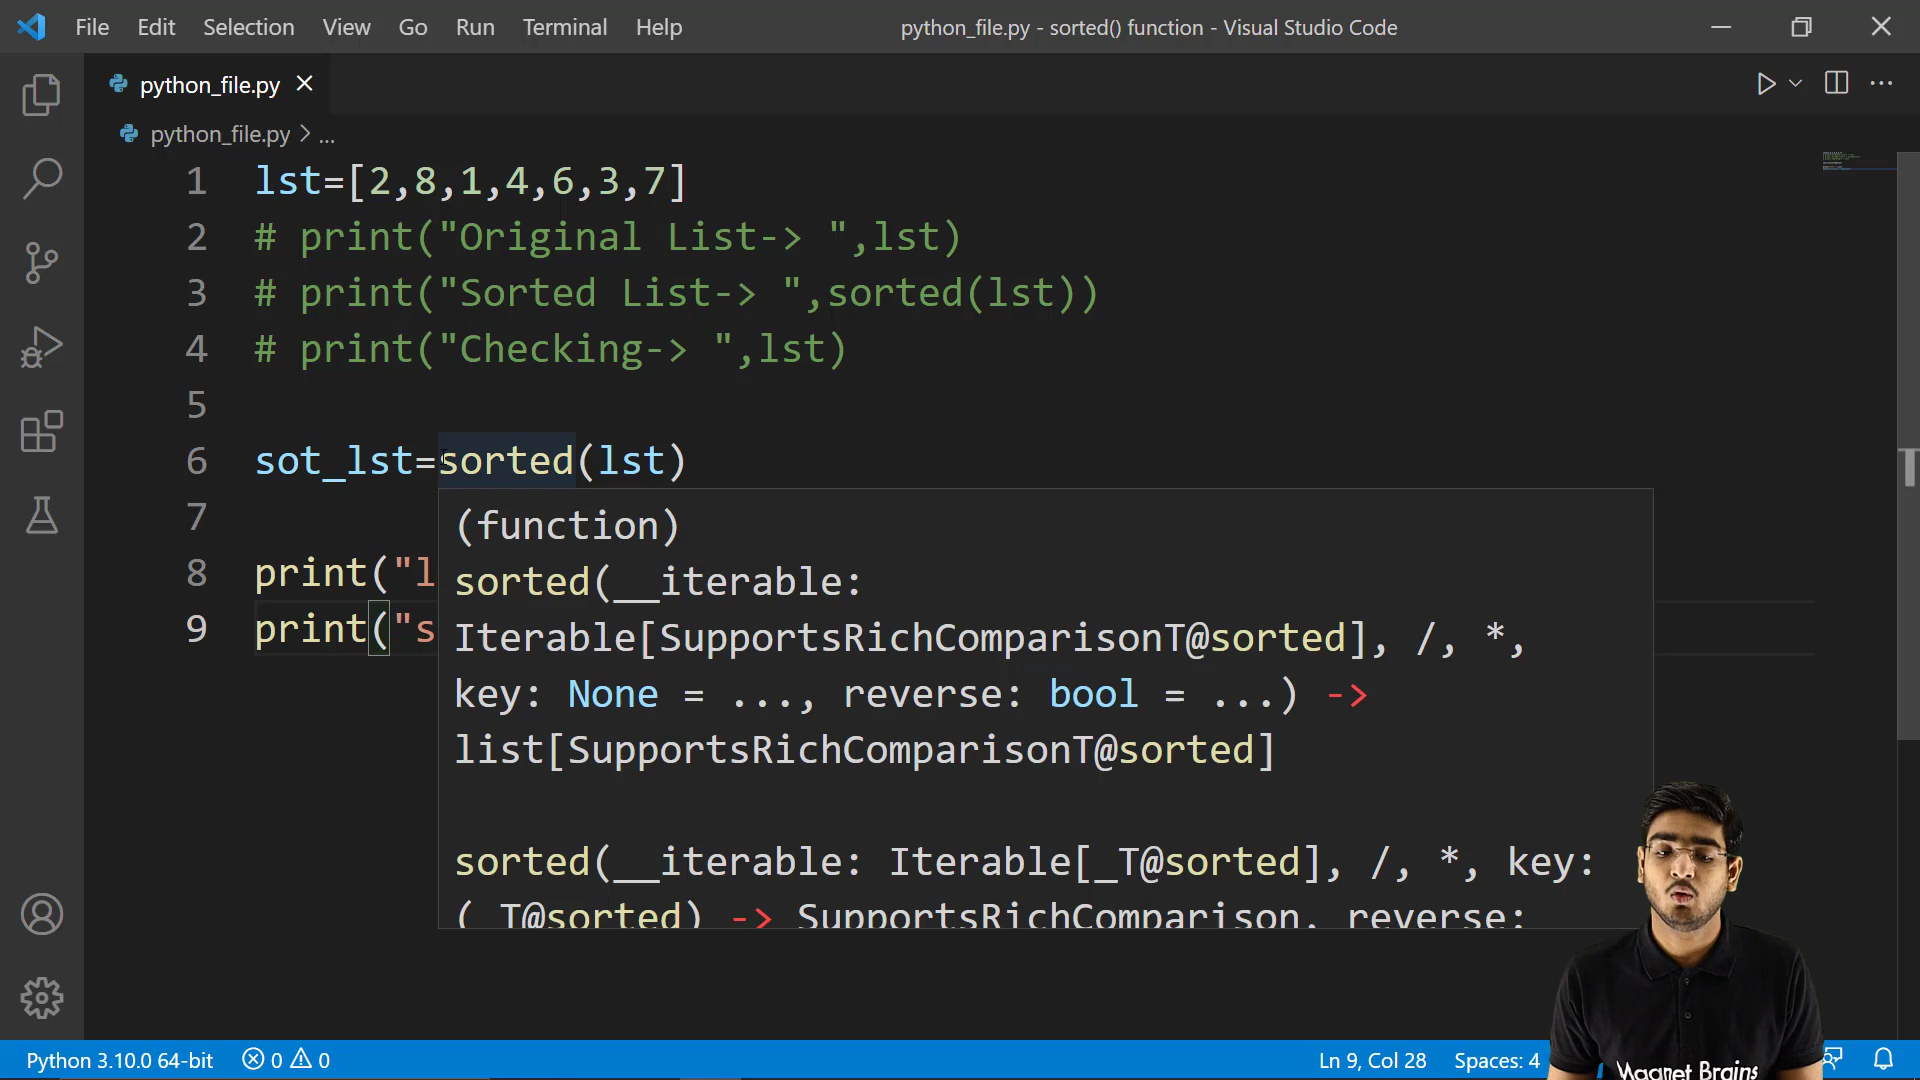 File Edit Selection View Go Run Terminal Help python_file.py - sorted() function - Visual Studio Code
python_file.py
python_file.py > ...
1 lst=[2,8,1,4,6,3,7]
2 # print("Original List-> ",lst)
3 # print("Sorted List-> ",sorted(lst))
4 # print("Checking-> ",lst)
5
6 sot_lst=sorted(lst)
7
8 print("l
9 print("s
(function)
sorted(__iterable:
Iterable[SupportsRichComparisonT@sorted], /, *,
key: None = ..., reverse: bool = ...) ->
list[SupportsRichComparisonT@sorted]
sorted(__iterable: Iterable[_T@sorted], /, *, key:
(_T@sorted) -> SupportsRichComparison, reverse:
Python 3.10.0 64-bit 0 0 Ln 9, Col 28 Spaces: 4
Magnet Brains